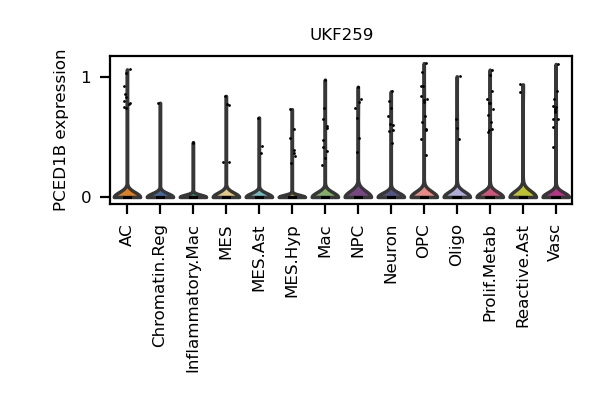 UKF259
PCED1B expression
1
0
AC
Chromatin.Reg
Inflammatory.Mac
MES
MES.Ast
MES.Hyp
Mac
NPC
Neuron
OPC
Oligo
Prolif.Metab
Reactive.Ast
Vasc